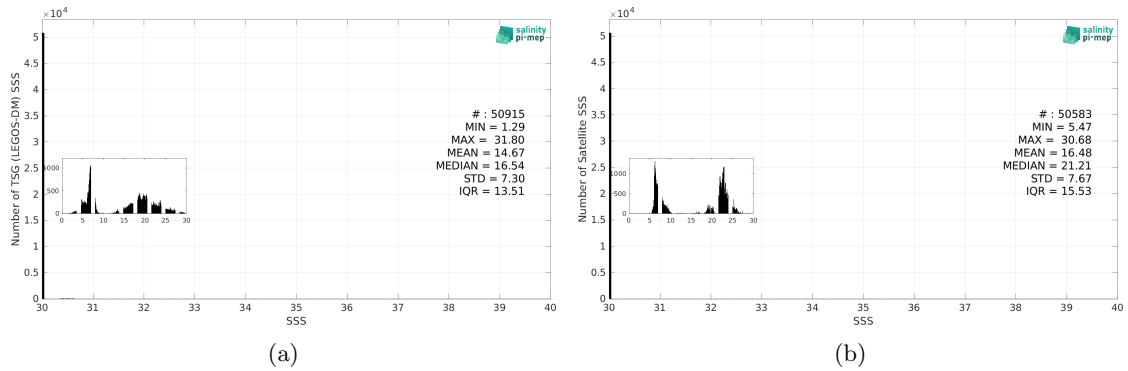 ×10⁴
salinity
pi-mep
5
4.5
4
3.5
3
2.5
2
1.5
1
0.5
0
Number of TSG (LEGOS-DM) SSS
# : 50915
MIN = 1.29
MAX = 31.80
MEAN = 14.67
MEDIAN = 16.54
STD = 7.30
IQR = 13.51
1000
500
0
0 5 10 15 20 25 30
30 31 32 33 34 35 36 37 38 39 40
SSS
(a)
×10⁴
salinity
pi-mep
5
4.5
4
3.5
3
2.5
2
1.5
1
0.5
0
Number of Satellite SSS
# : 50583
MIN = 5.47
MAX = 30.68
MEAN = 16.48
MEDIAN = 21.21
STD = 7.67
IQR = 15.53
1000
500
0
0 5 10 15 20 25 30
30 31 32 33 34 35 36 37 38 39 40
SSS
(b)